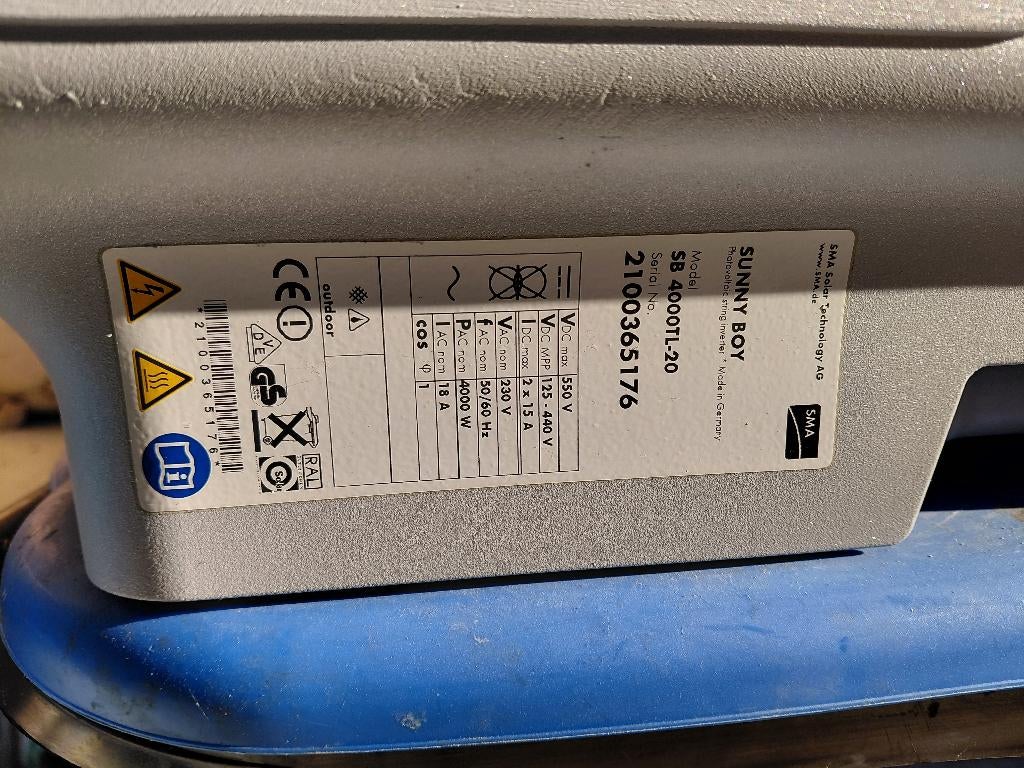 SMA Solar Technology AG
www.SMA.de
SMA
SUNNY BOY
Photovoltaic string inverter * Made in Germany
Model
SB 4000TL-20
Serial No.
2100365176
VDC max 550 V
VDC MPP 125 - 440 V
IDC max 2 x 15 A
VAC nom 230 V
fAC nom 50/60 Hz
PAC nom 4000 W
IAC nom 18 A
cos φ 1
outdoor
CE
VDE
GS
RAL
Solar
*2100365176*